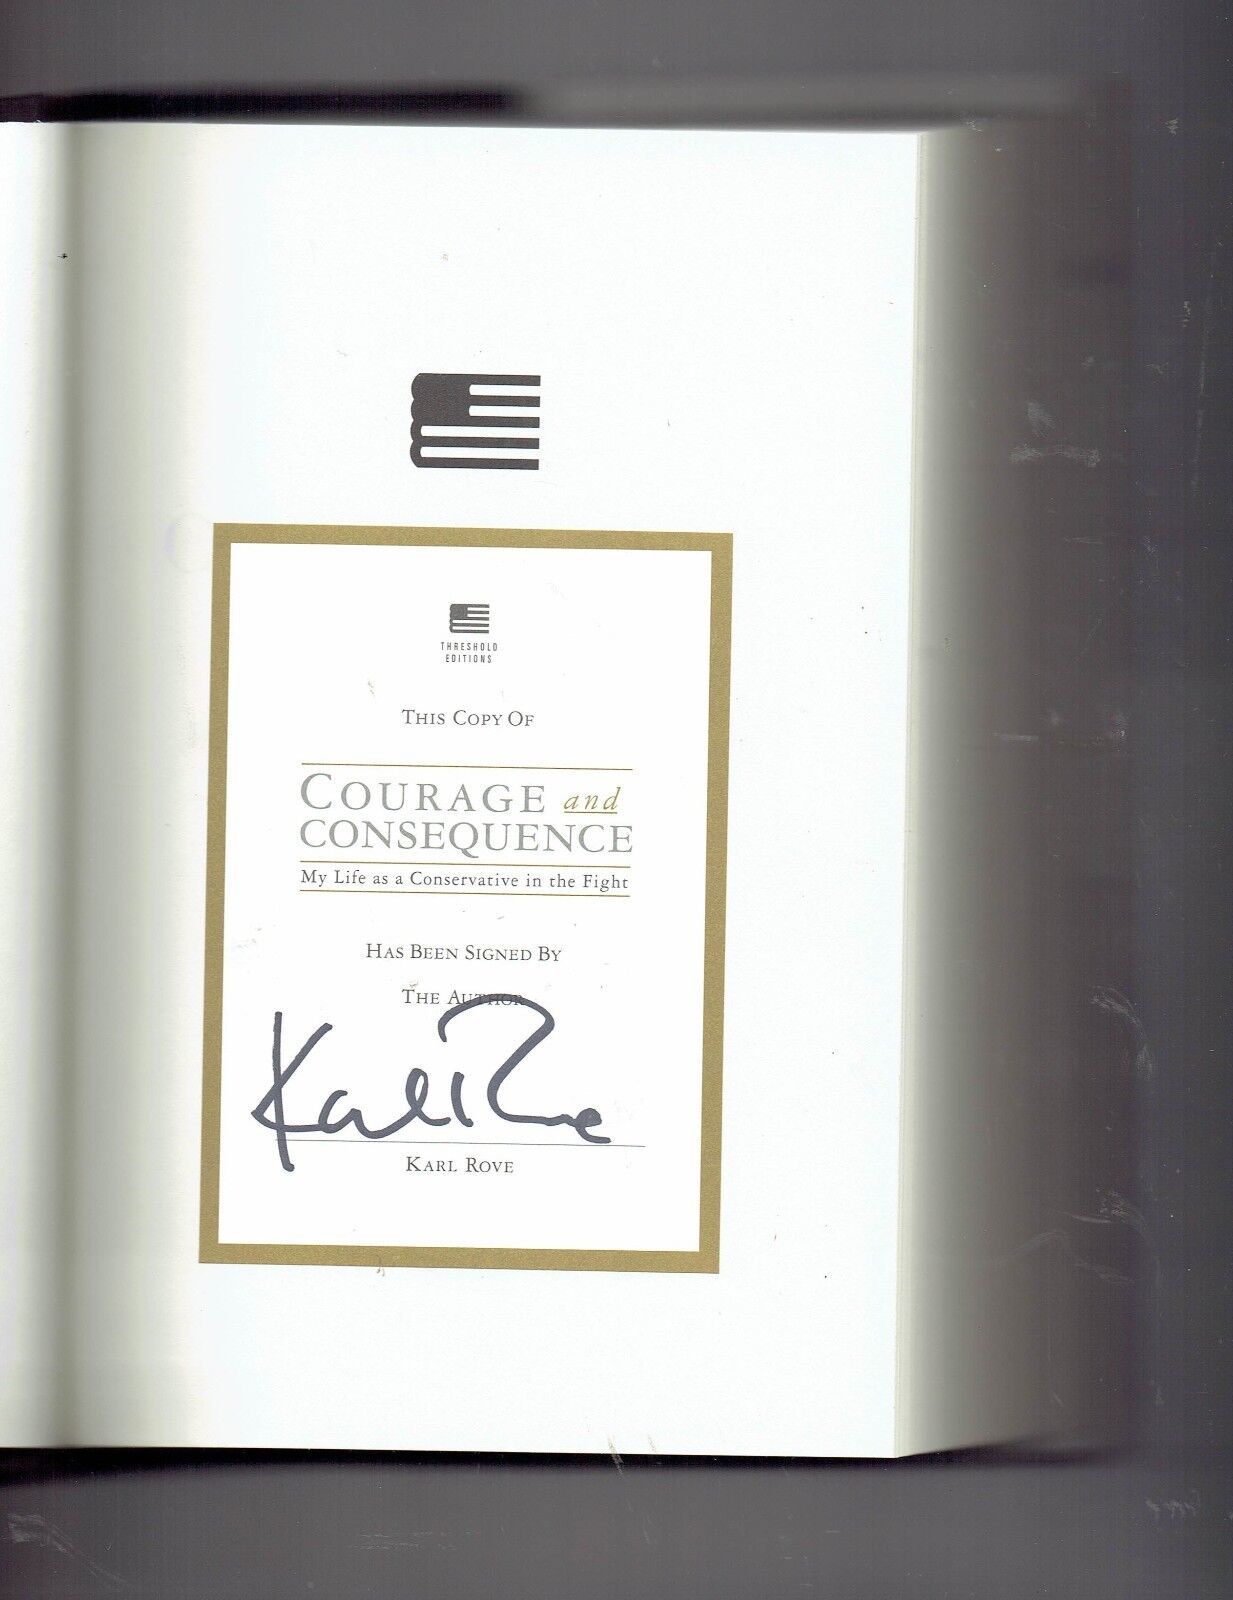 THRESHOLD
EDITIONS
THIS COPY OF
COURAGE and
CONSEQUENCE
My Life as a Conservative in the Fight
HAS BEEN SIGNED BY
THE AUTHOR
Karl Rove
KARL ROVE